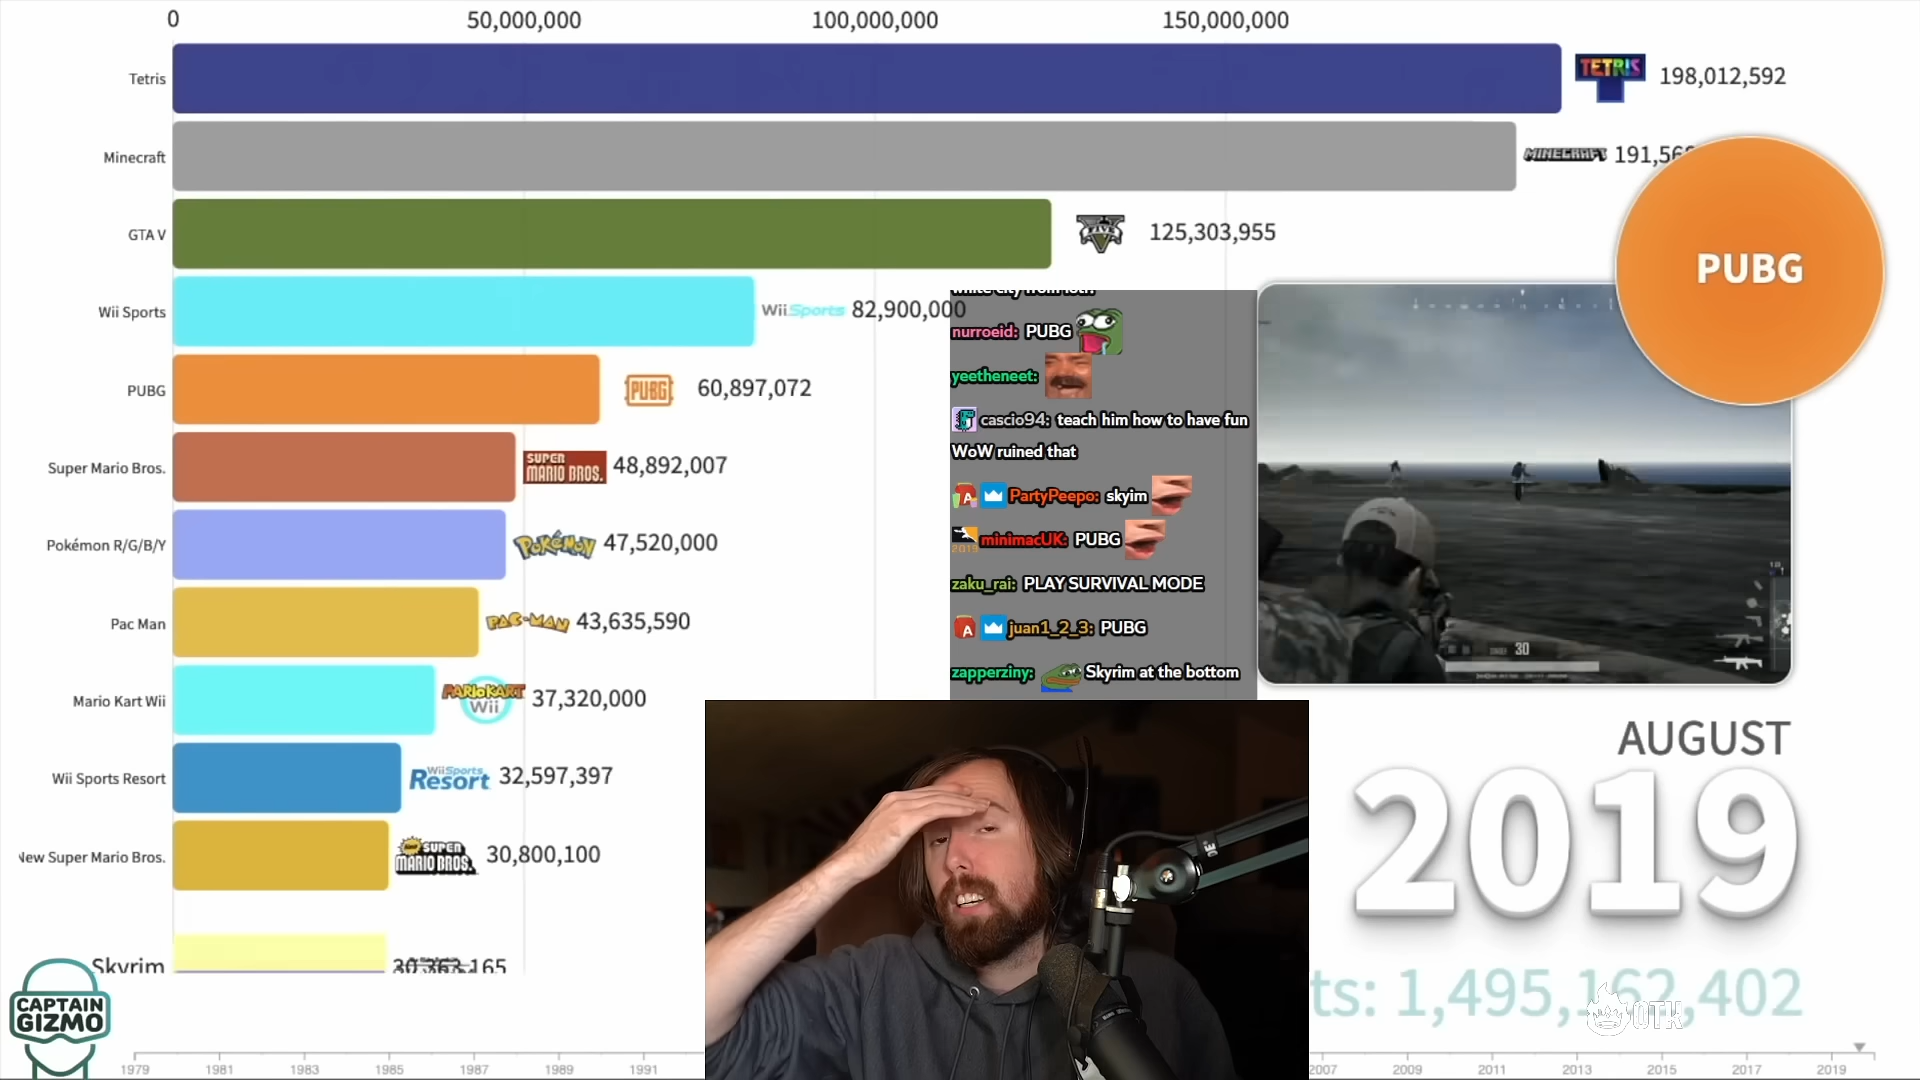 0
50,000,000
100,000,000
150,000,000
Tetris
TETRIS
198,012,592
Minecraft
MINECRAFT
GTA V
FIVE
125,303,955
Wii Sports
Wii Sports
82,900,000
PUBG
PUBG
60,897,072
Super Mario Bros.
SUPER
MARIO BROS.
48,892,007
Pokémon R/G/B/Y
POKéMON
47,520,000
Pac Man
PAC-MAN
43,635,590
Mario Kart Wii
MARIOKART
Wii
37,320,000
Wii Sports Resort
Wii Sports
Resort
32,597,397
New Super Mario Bros.
SUPER
MARIO BROS.
30,800,100
Skyrim
30,363,165
nurroeid: PUBG
yeetheneet:
cascio94: teach him how to have fun
WoW ruined that
PartyPeepo: skyim
minimacUK: PUBG
zaku_rai: PLAY SURVIVAL MODE
juan1_2_3: PUBG
zapperziny: Skyrim at the bottom
PUBG
30
AUGUST
2019
ts: 1,495,162,402
OTK
CAPTAIN
GIZMO
1979
1981
1983
1985
1987
1989
1991
2007
2009
2011
2013
2015
2017
2019